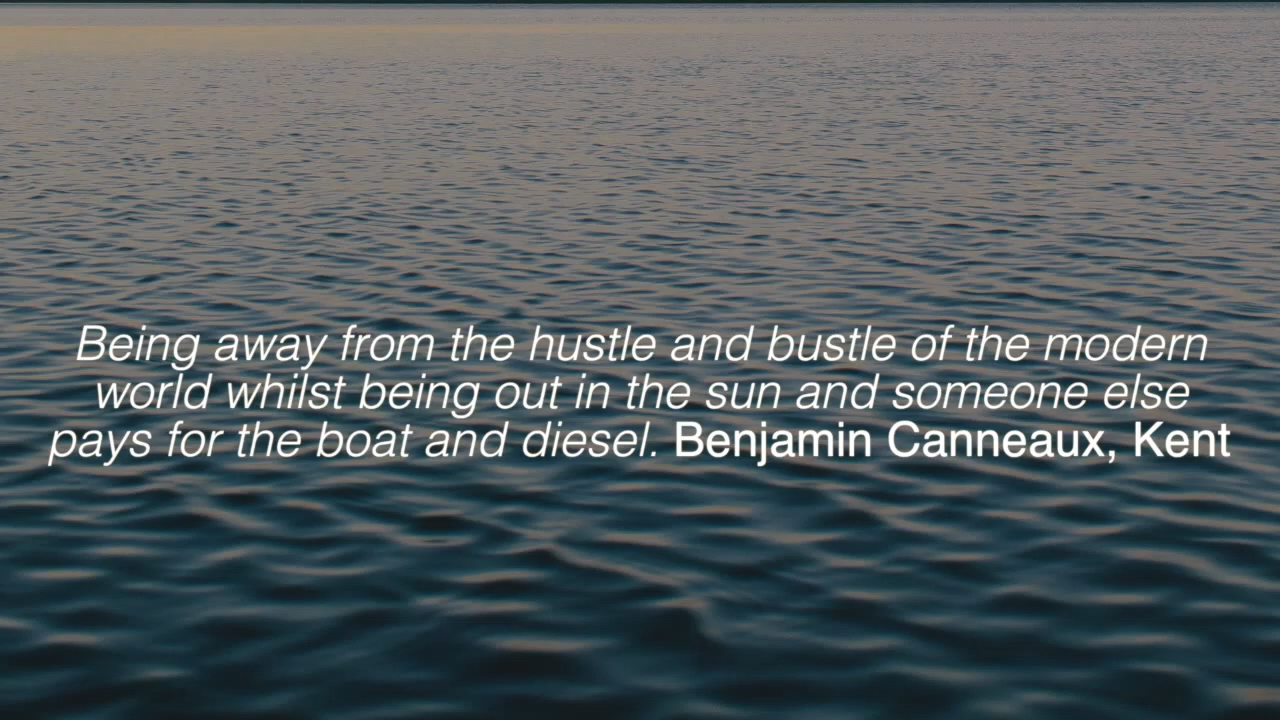 Being away from the hustle and bustle of the modern
world whilst being out in the sun and someone else
pays for the boat and diesel. Benjamin Canneaux, Kent